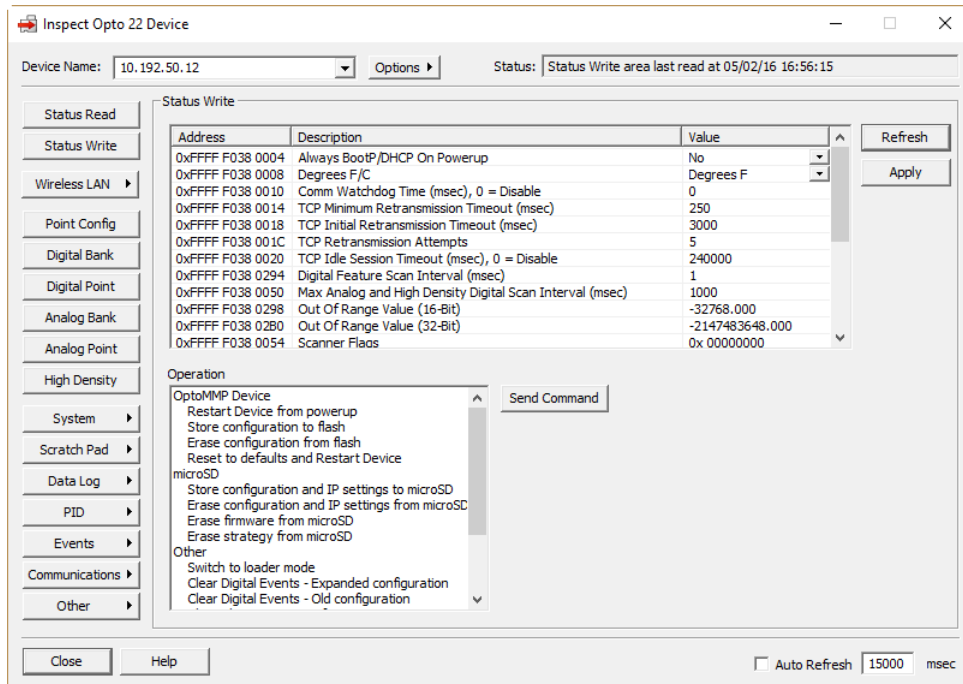 Inspect Opto 22 Device
Device Name: 10.192.50.12 Options Status: Status Write area last read at 05/02/16 16:56:15
Status Read
Status Write
Wireless LAN
Point Config
Digital Bank
Digital Point
Analog Bank
Analog Point
High Density
System
Scratch Pad
Data Log
PID
Events
Communications
Other
Status Write
Address Description Value
0xFFFF F038 0004 Always BootP/DHCP On Powerup No
0xFFFF F038 0008 Degrees F/C Degrees F
0xFFFF F038 0010 Comm Watchdog Time (msec), 0 = Disable 0
0xFFFF F038 0014 TCP Minimum Retransmission Timeout (msec) 250
0xFFFF F038 0018 TCP Initial Retransmission Timeout (msec) 3000
0xFFFF F038 001C TCP Retransmission Attempts 5
0xFFFF F038 0020 TCP Idle Session Timeout (msec), 0 = Disable 240000
0xFFFF F038 0294 Digital Feature Scan Interval (msec) 1
0xFFFF F038 0050 Max Analog and High Density Digital Scan Interval (msec) 1000
0xFFFF F038 0298 Out Of Range Value (16-Bit) -32768.000
0xFFFF F038 02B0 Out Of Range Value (32-Bit) -2147483648.000
0xFFFF F038 0054 Scanner Flags 0x 00000000
Refresh
Apply
Operation
OptoMMP Device
Restart Device from powerup
Store configuration to flash
Erase configuration from flash
Reset to defaults and Restart Device
microSD
Store configuration and IP settings to microSD
Erase configuration and IP settings from microSD
Erase firmware from microSD
Erase strategy from microSD
Other
Switch to loader mode
Clear Digital Events - Expanded configuration
Clear Digital Events - Old configuration
Send Command
Close Help Auto Refresh 15000 msec